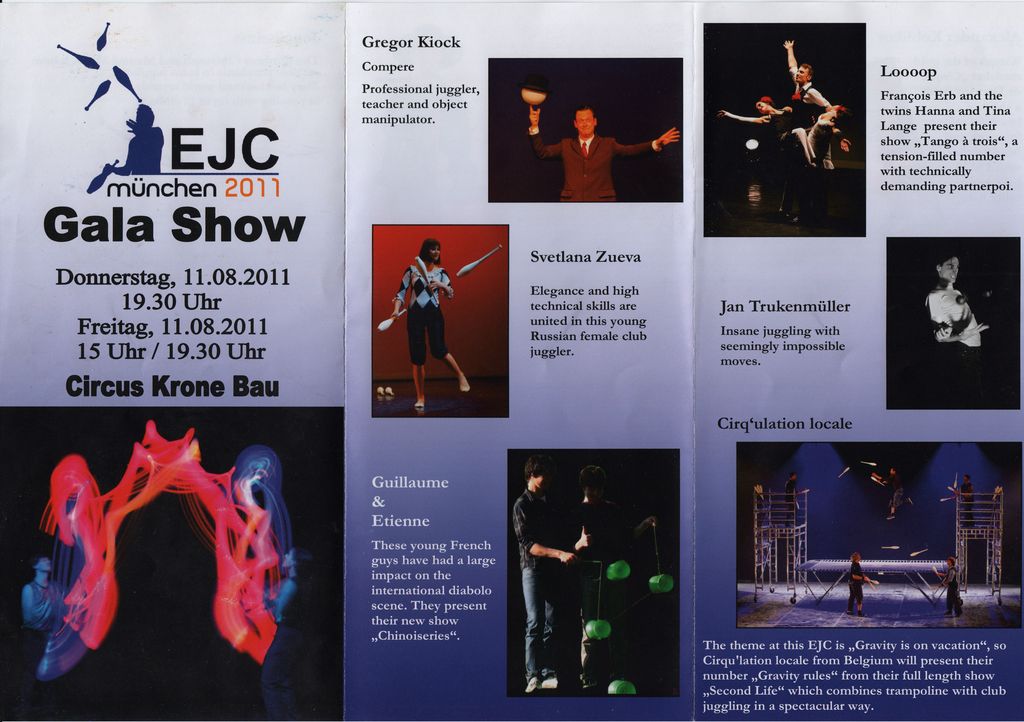 EJC
münchen 2011
Gala Show
Donnerstag, 11.08.2011
19.30 Uhr
Freitag, 11.08.2011
15 Uhr / 19.30 Uhr
Circus Krone Bau
Gregor Kiock
Compere
Professional juggler,
teacher and object
manipulator.
Svetlana Zueva
Elegance and high
technical skills are
united in this young
Russian female club
juggler.
Guillaume
&
Etienne
These young French
guys have had a large
impact on the
international diabolo
scene. They present
their new show
„Chinoiseries“.
Loooop
François Erb and the
twins Hanna and Tina
Lange present their
show „Tango à trois“, a
tension-filled number
with technically
demanding partnerpoi.
Jan Trukenmüller
Insane juggling with
seemingly impossible
moves.
Cirq‘ulation locale
The theme at this EJC is „Gravity is on vacation“, so
Cirqu'lation locale from Belgium will present their
number „Gravity rules“ from their full length show
„Second Life“ which combines trampoline with club
juggling in a spectacular way.